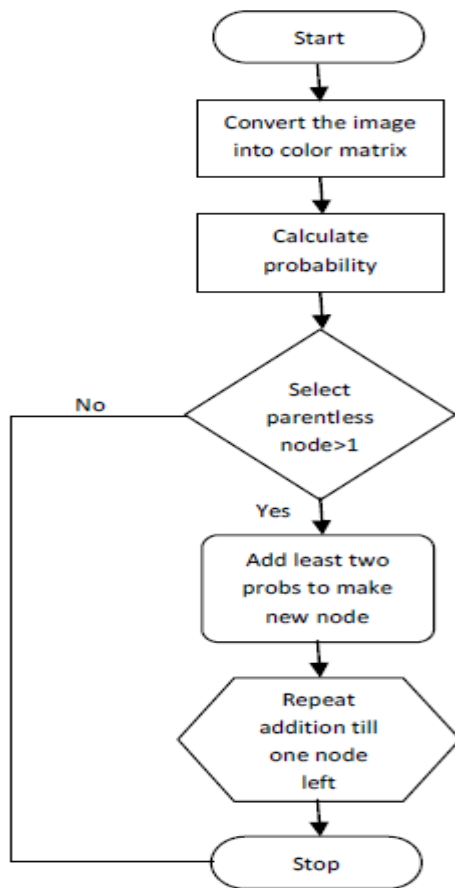 Start
Convert the image
into color matrix
Calculate
probability
Select
parentless
node>1
No
Yes
Add least two
probs to make
new node
Repeat
addition till
one node
left
Stop